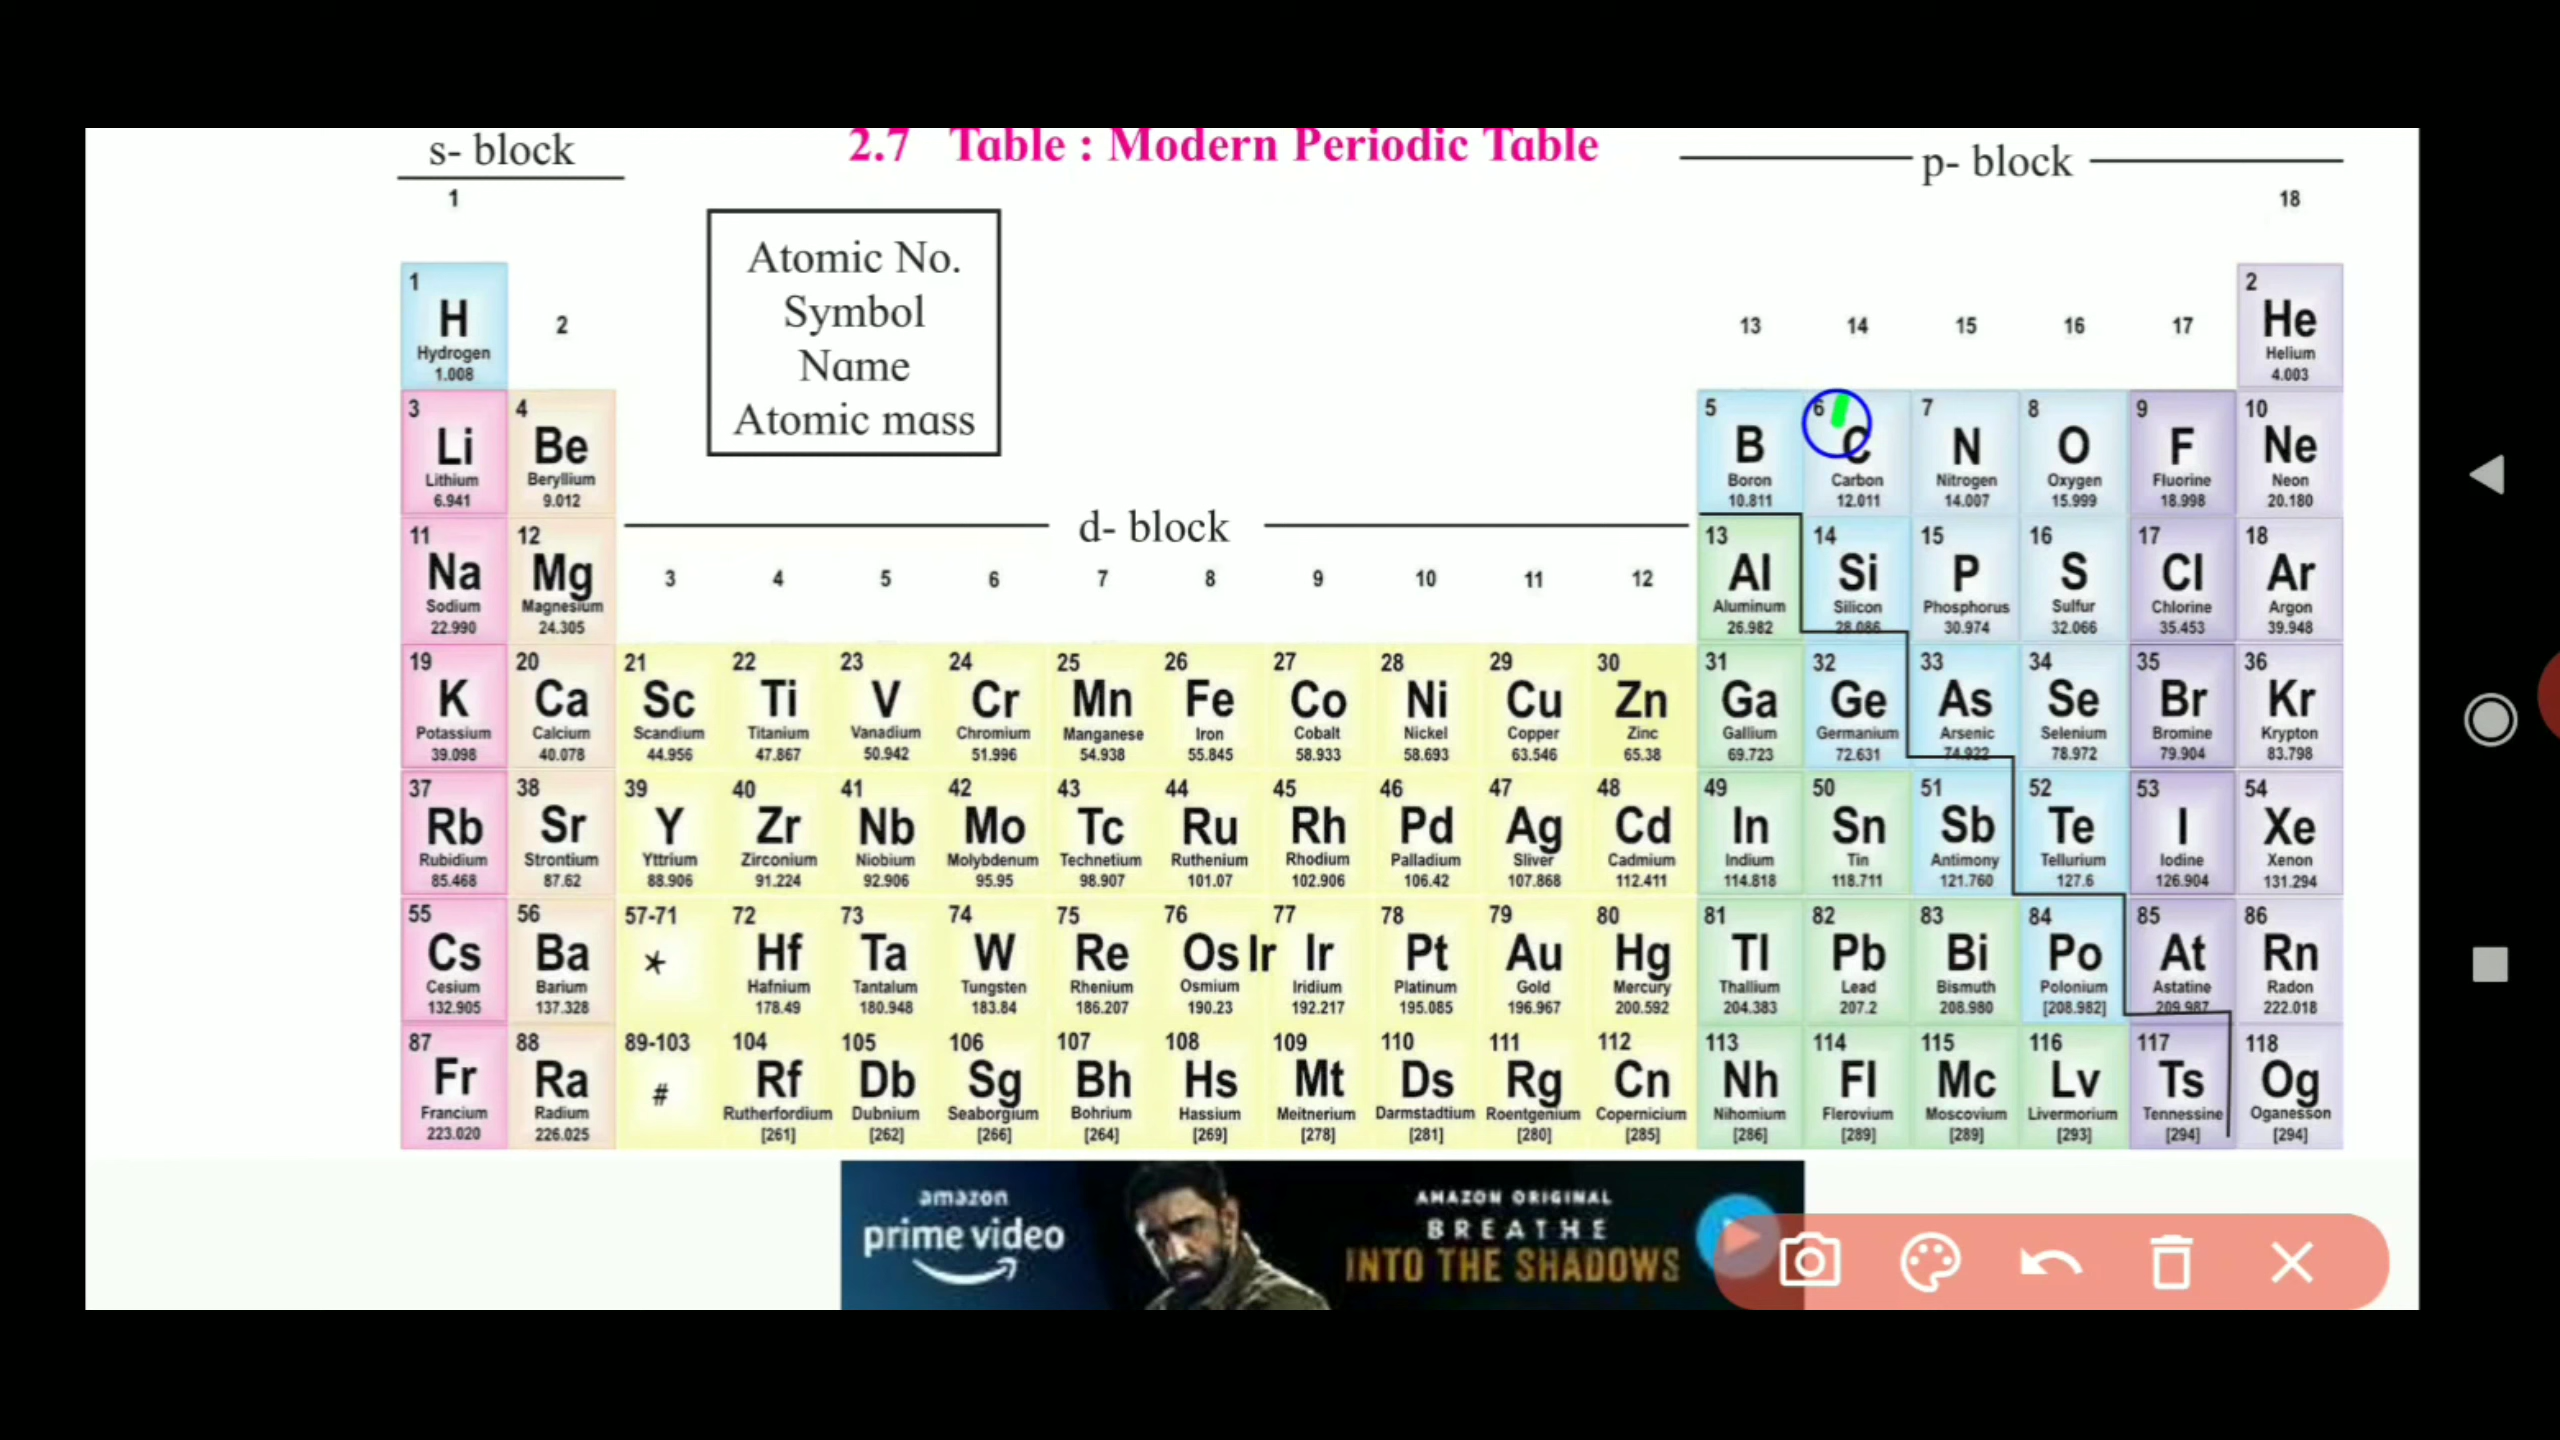 s- block
2.7 Table : Modern Periodic Table
p- block
1
18
Atomic No.
Symbol
Name
Atomic mass
1
H
Hydrogen
1.008
2
13 14 15 16 17
2
He
Helium
4.003
3 4 5 6 7 8 9 10
Li Be B C N O F Ne
Lithium Beryllium Boron Carbon Nitrogen Oxygen Fluorine Neon
6.941 9.012 10.811 12.011 14.007 15.999 18.998 20.180
d- block
11 12 13 14 15 16 17 18
Na Mg Al Si P S Cl Ar
Sodium Magnesium Aluminum Silicon Phosphorus Sulfur Chlorine Argon
22.990 24.305 26.982 28.086 30.974 32.066 35.453 39.948
3 4 5 6 7 8 9 10 11 12
19 20 21 22 23 24 25 26 27 28 29 30 31 32 33 34 35 36
K Ca Sc Ti V Cr Mn Fe Co Ni Cu Zn Ga Ge As Se Br Kr
Potassium Calcium Scandium Titanium Vanadium Chromium Manganese Iron Cobalt Nickel Copper Zinc Gallium Germanium Arsenic Selenium Bromine Krypton
39.098 40.078 44.956 47.867 50.942 51.996 54.938 55.845 58.933 58.693 63.546 65.38 69.723 72.631 74.922 78.972 79.904 83.798
37 38 39 40 41 42 43 44 45 46 47 48 49 50 51 52 53 54
Rb Sr Y Zr Nb Mo Tc Ru Rh Pd Ag Cd In Sn Sb Te I Xe
Rubidium Strontium Yttrium Zirconium Niobium Molybdenum Technetium Ruthenium Rhodium Palladium Sliver Cadmium Indium Tin Antimony Tellurium Iodine Xenon
85.468 87.62 88.906 91.224 92.906 95.95 98.907 101.07 102.906 106.42 107.868 112.411 114.818 118.711 121.760 127.6 126.904 131.294
55 56 57-71 72 73 74 75 76 77 78 79 80 81 82 83 84 85 86
Cs Ba * Hf Ta W Re Os Ir Ir Pt Au Hg Tl Pb Bi Po At Rn
Cesium Barium Hafnium Tantalum Tungsten Rhenium Osmium Iridium Platinum Gold Mercury Thallium Lead Bismuth Polonium Astatine Radon
132.905 137.328 178.49 180.948 183.84 186.207 190.23 192.217 195.085 196.967 200.592 204.383 207.2 208.980 [208.982] 209.987 222.018
87 88 89-103 104 105 106 107 108 109 110 111 112 113 114 115 116 117 118
Fr Ra # Rf Db Sg Bh Hs Mt Ds Rg Cn Nh Fl Mc Lv Ts Og
Francium Radium Rutherfordium Dubnium Seaborgium Bohrium Hassium Meitnerium Darmstadtium Roentgenium Copernicium Nihomium Flerovium Moscovium Livermorium Tennessine Oganesson
223.020 226.025 [261] [262] [266] [264] [269] [278] [281] [280] [285] [286] [289] [289] [293] [294] [294]
amazon
prime video
AMAZON ORIGINAL
BREATHE
INTO THE SHADOWS